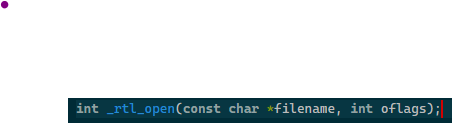 int _rtl_open(const char *filename, int oflags);